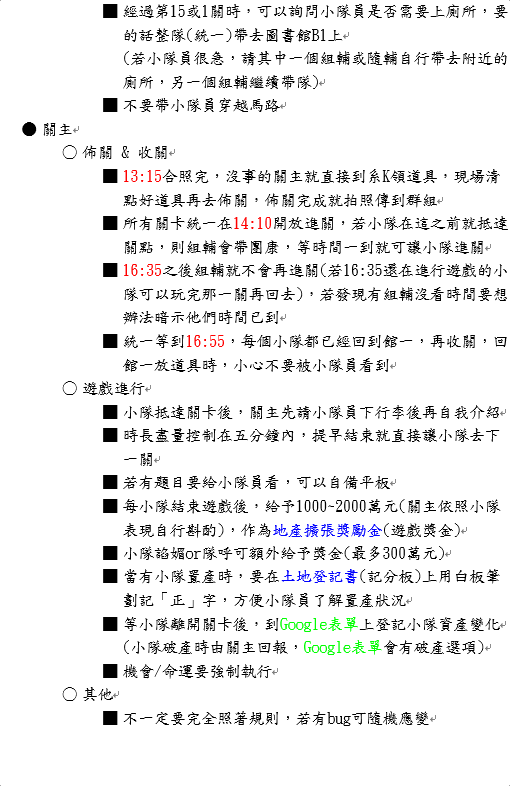 ■ 經過第15或1關時，可以詢問小隊員是否需要上廁所，要
的話整隊(統一)帶去圖書館B1上
(若小隊員很急，請其中一個組輔或隨輔自行帶去附近的
廁所，另一個組輔繼續帶隊)
■ 不要帶小隊員穿越馬路
● 關主
○ 佈關 & 收關
■ 13:15合照完，沒事的關主就直接到系K領道具，現場清
點好道具再去佈關，佈關完成就拍照傳到群組
■ 所有關卡統一在14:10開放進關，若小隊在這之前就抵達
關點，則組輔會帶團康，等時間一到就可讓小隊進關
■ 16:35之後組輔就不會再進關(若16:35還在進行遊戲的小
隊可以玩完那一關再回去)，若發現有組輔沒看時間要想
辦法暗示他們時間已到
■ 統一等到16:55，每個小隊都已經回到館一，再收關，回
館一放道具時，小心不要被小隊員看到
○ 遊戲進行
■ 小隊抵達關卡後，關主先請小隊員下行李後再自我介紹
■ 時長盡量控制在五分鐘內，提早結束就直接讓小隊去下
一關
■ 若有題目要給小隊員看，可以自備平板
■ 每小隊結束遊戲後，給予1000~2000萬元(關主依照小隊
表現自行斟酌)，作為地產擴張獎勵金(遊戲獎金)
■ 小隊諂媚or隊呼可額外給予獎金(最多300萬元)
■ 當有小隊置產時，要在土地登記書(記分板)上用白板筆
劃記「正」字，方便小隊員了解置產狀況
■ 等小隊離開關卡後，到Google表單上登記小隊資產變化
(小隊破產時由關主回報，Google表單會有破產選項)
■ 機會/命運要強制執行
○ 其他
■ 不一定要完全照著規則，若有bug可隨機應變